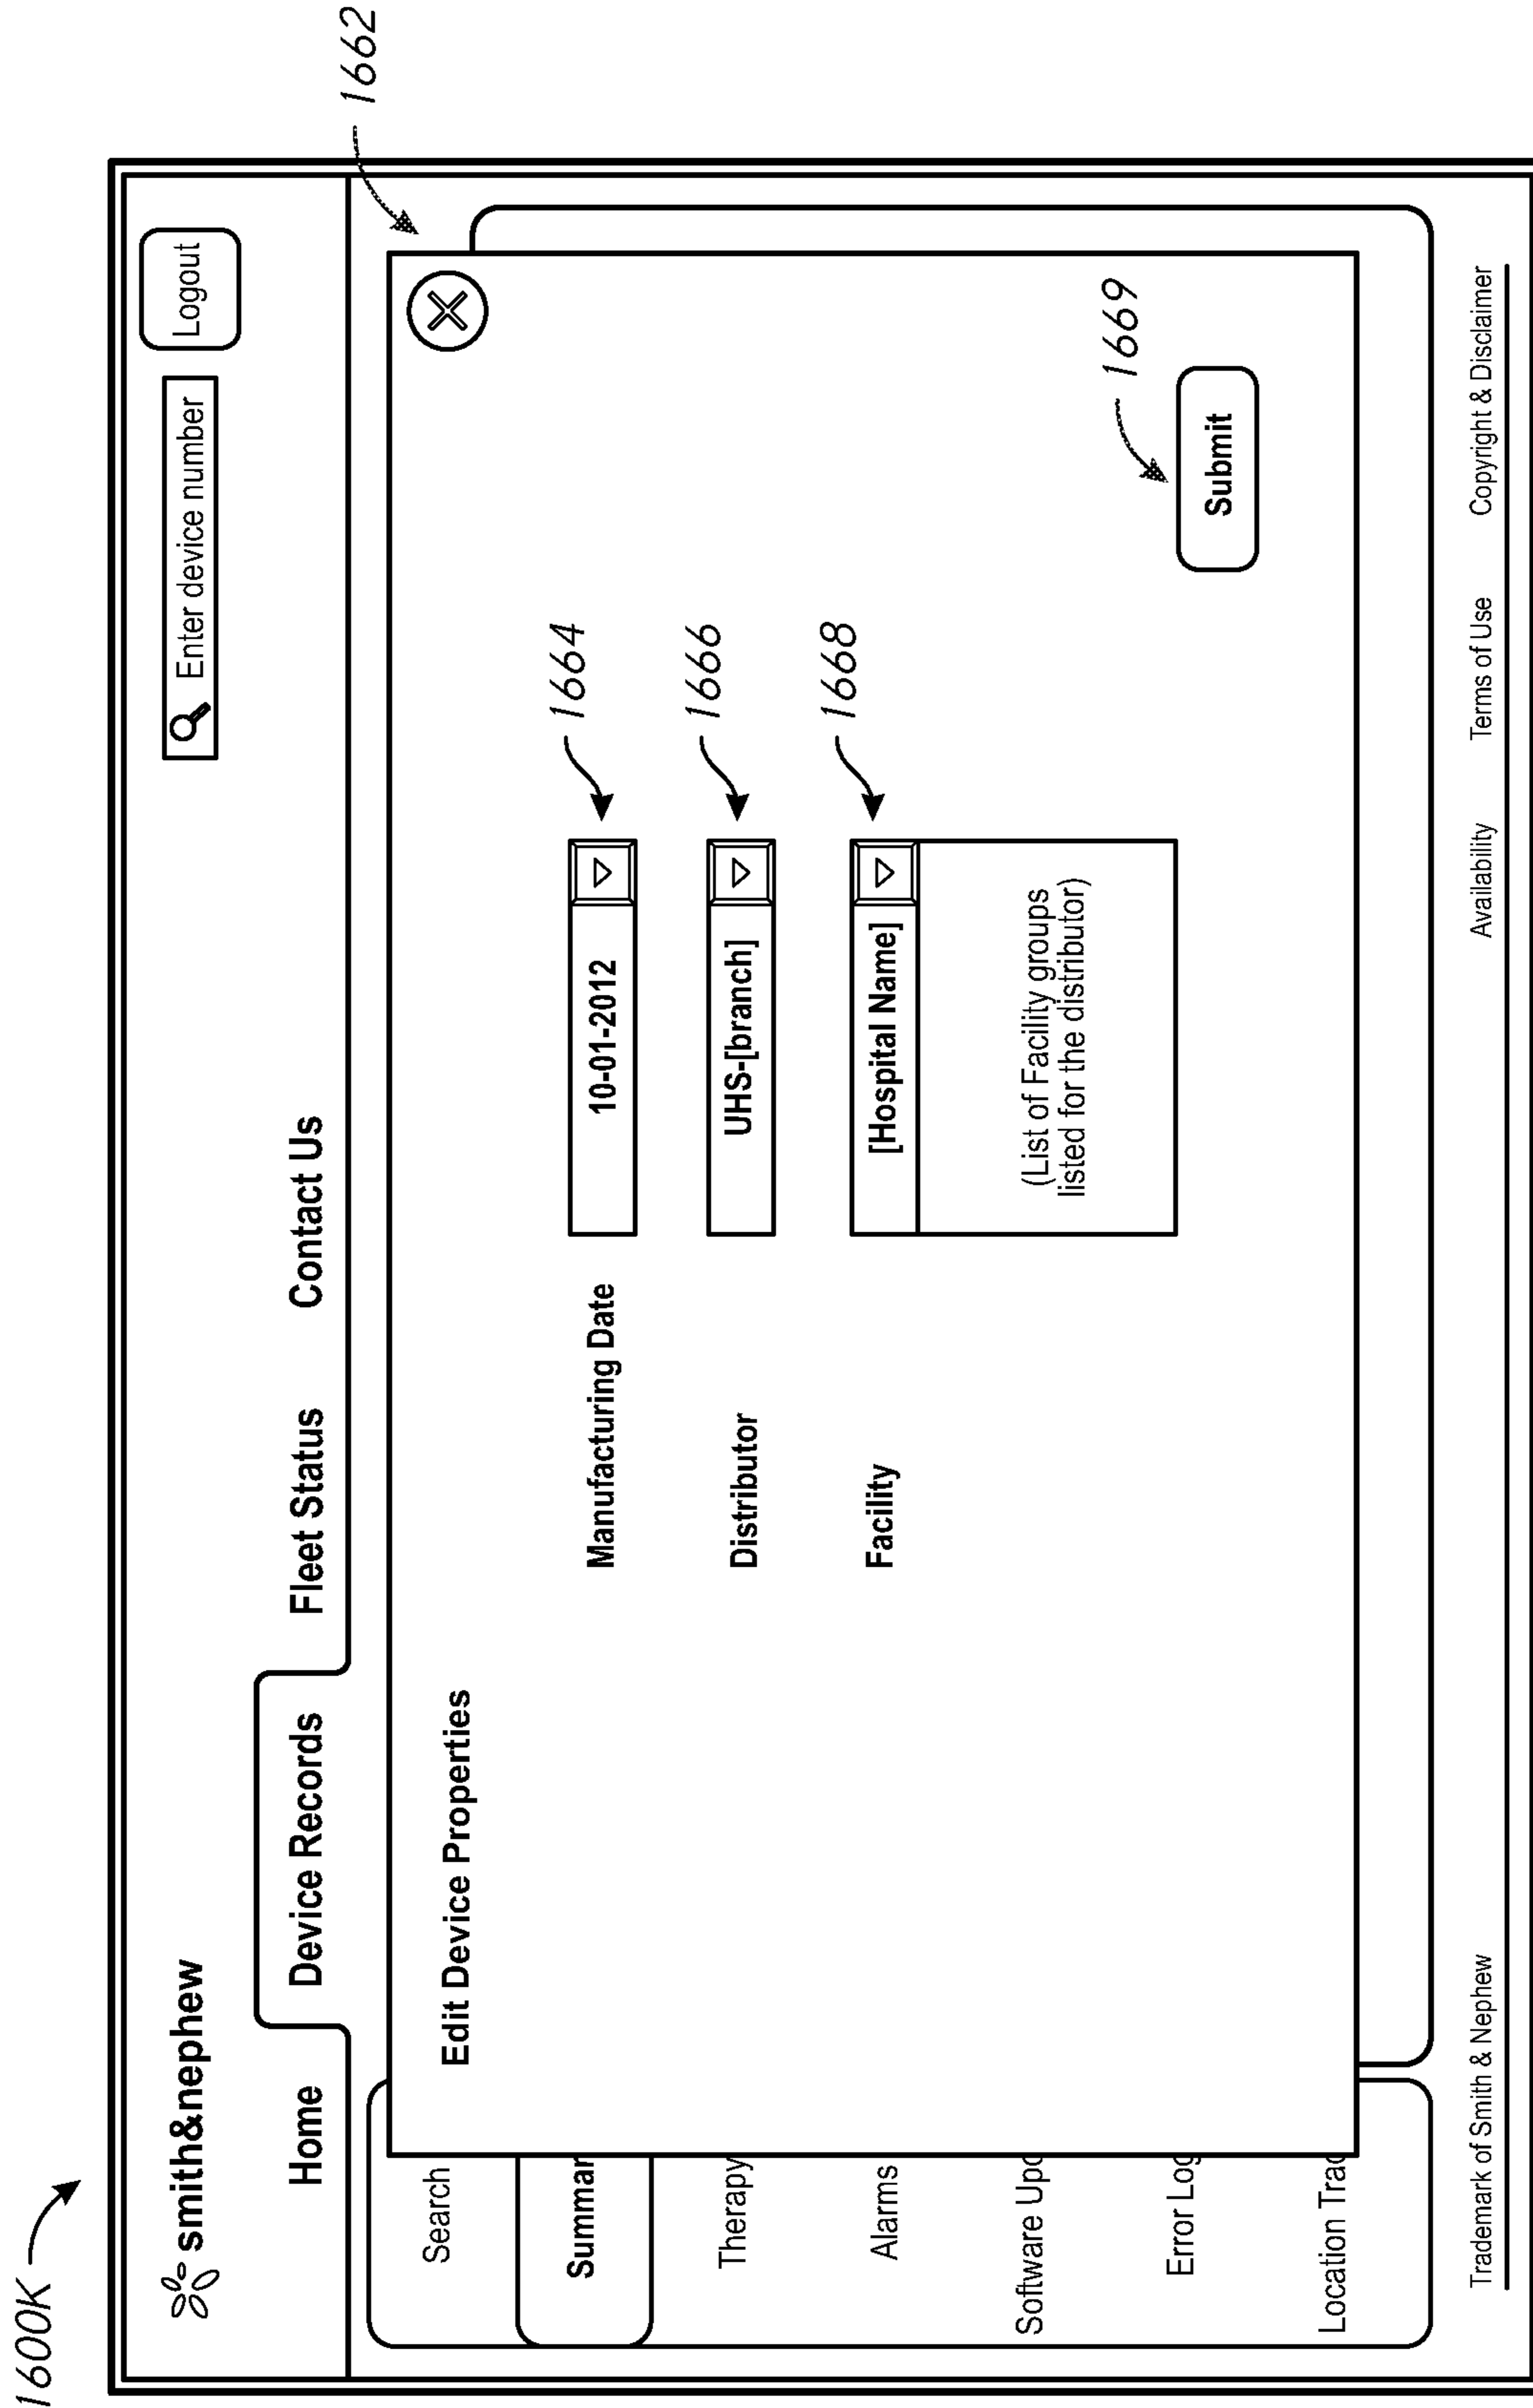 1600K
smith&nephew
Enter device number
Logout
Home
Device Records
Fleet Status
Contact Us
1662
Search
Summar
Therapy
Alarms
Software Upd
Error Log
Location Trac
Edit Device Properties
Manufacturing Date
10-01-2012
1664
Distributor
UHS-[branch]
1666
Facility
[Hospital Name]
1668
(List of Facility groups
listed for the distributor)
1669
Submit
Trademark of Smith & Nephew
Availability
Terms of Use
Copyright & Disclaimer